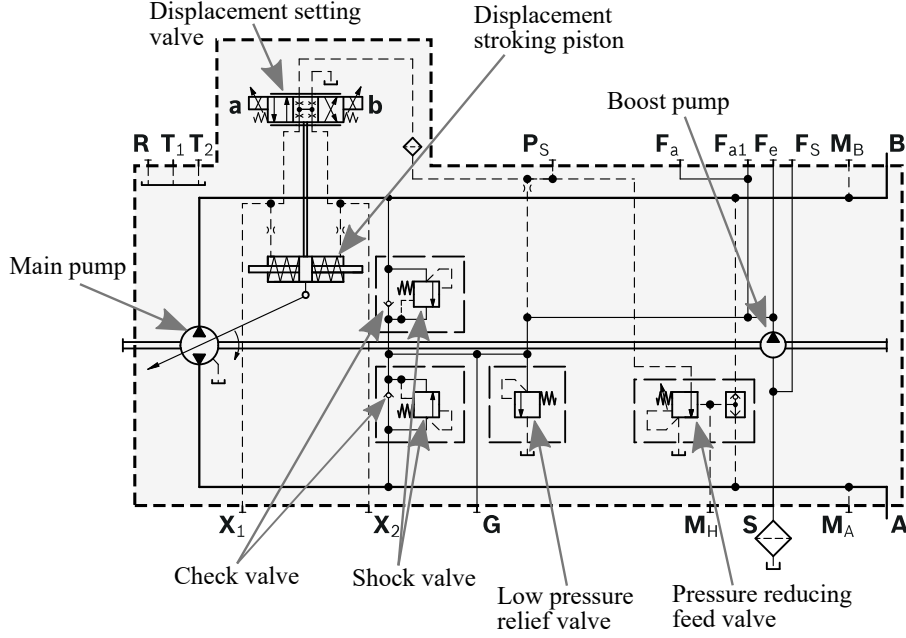 Displacement setting
valve
Displacement
stroking piston
a
b
Boost pump
R T1 T2
PS
Fa
Fa1
Fe
FS
MB
B
Main pump
X1
X2
G
MH
S
MA
A
Check valve
Shock valve
Low pressure
relief valve
Pressure reducing
feed valve